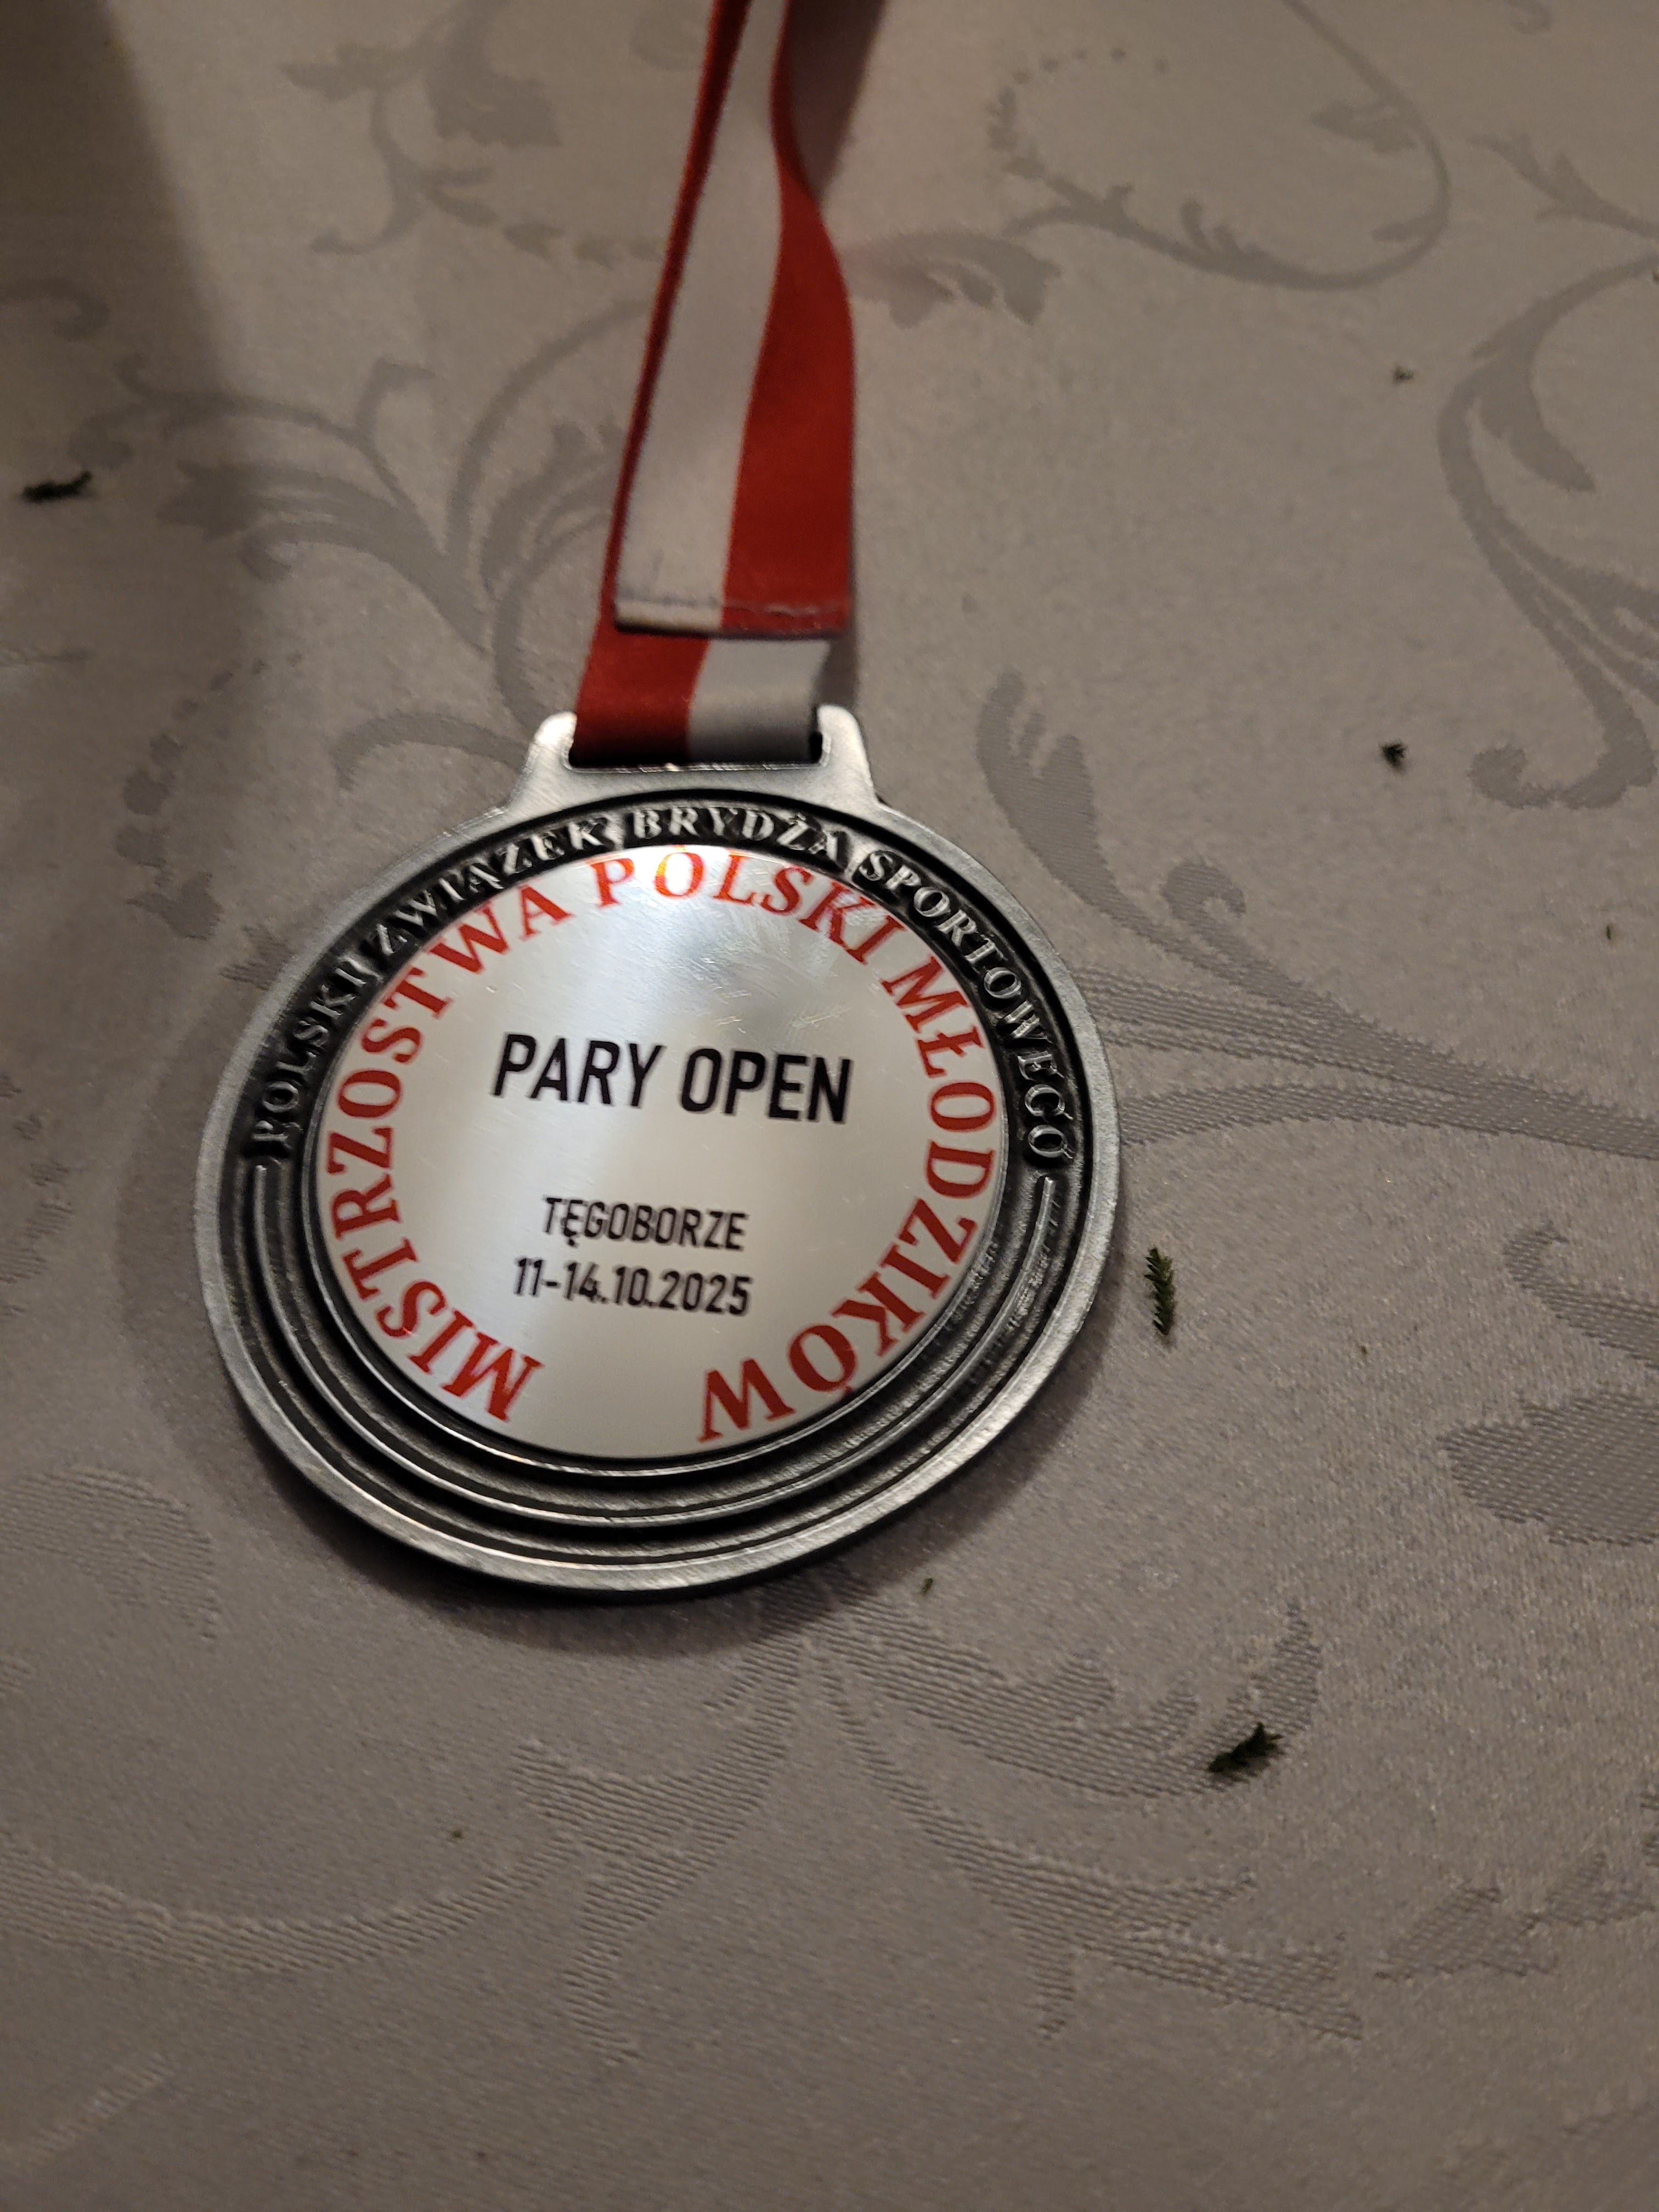 POLSKI ZWIĄZEK BRYDŻA SPORTOWEGO
MISTRZOSTWA POLSKI MŁODZIKÓW
PARY OPEN
TĘGOBORZE
11-14.10.2025